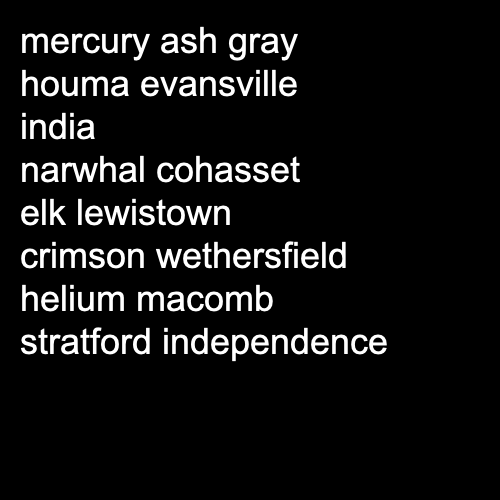 mercury ash gray
houma evansville
india
narwhal cohasset
elk lewistown
crimson wethersfield
helium macomb
stratford independence